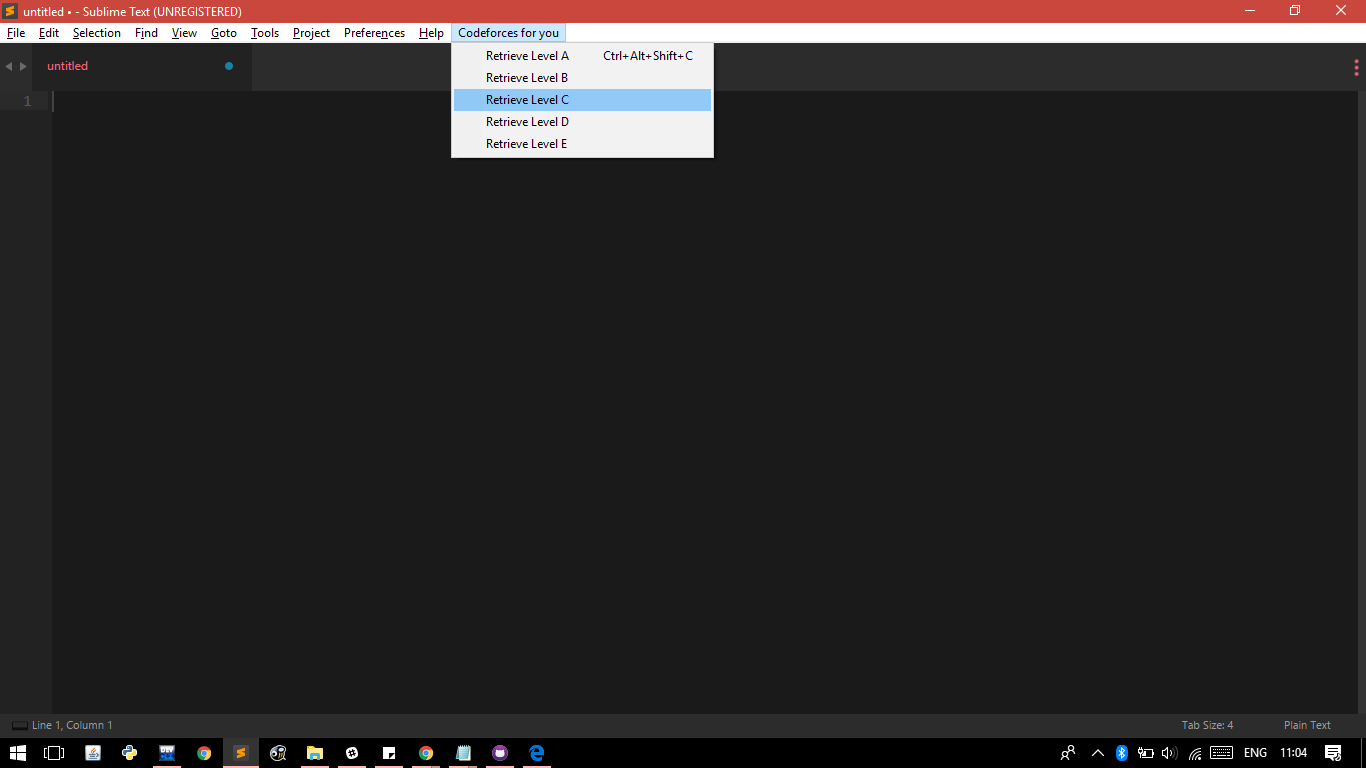 untitled • - Sublime Text (UNREGISTERED)
File Edit Selection Find View Goto Tools Project Preferences Help Codeforces for you
untitled
Retrieve Level A Ctrl+Alt+Shift+C
Retrieve Level B
Retrieve Level C
Retrieve Level D
Retrieve Level E
1
Line 1, Column 1 Tab Size: 4 Plain Text
DEV
ENG 11:04